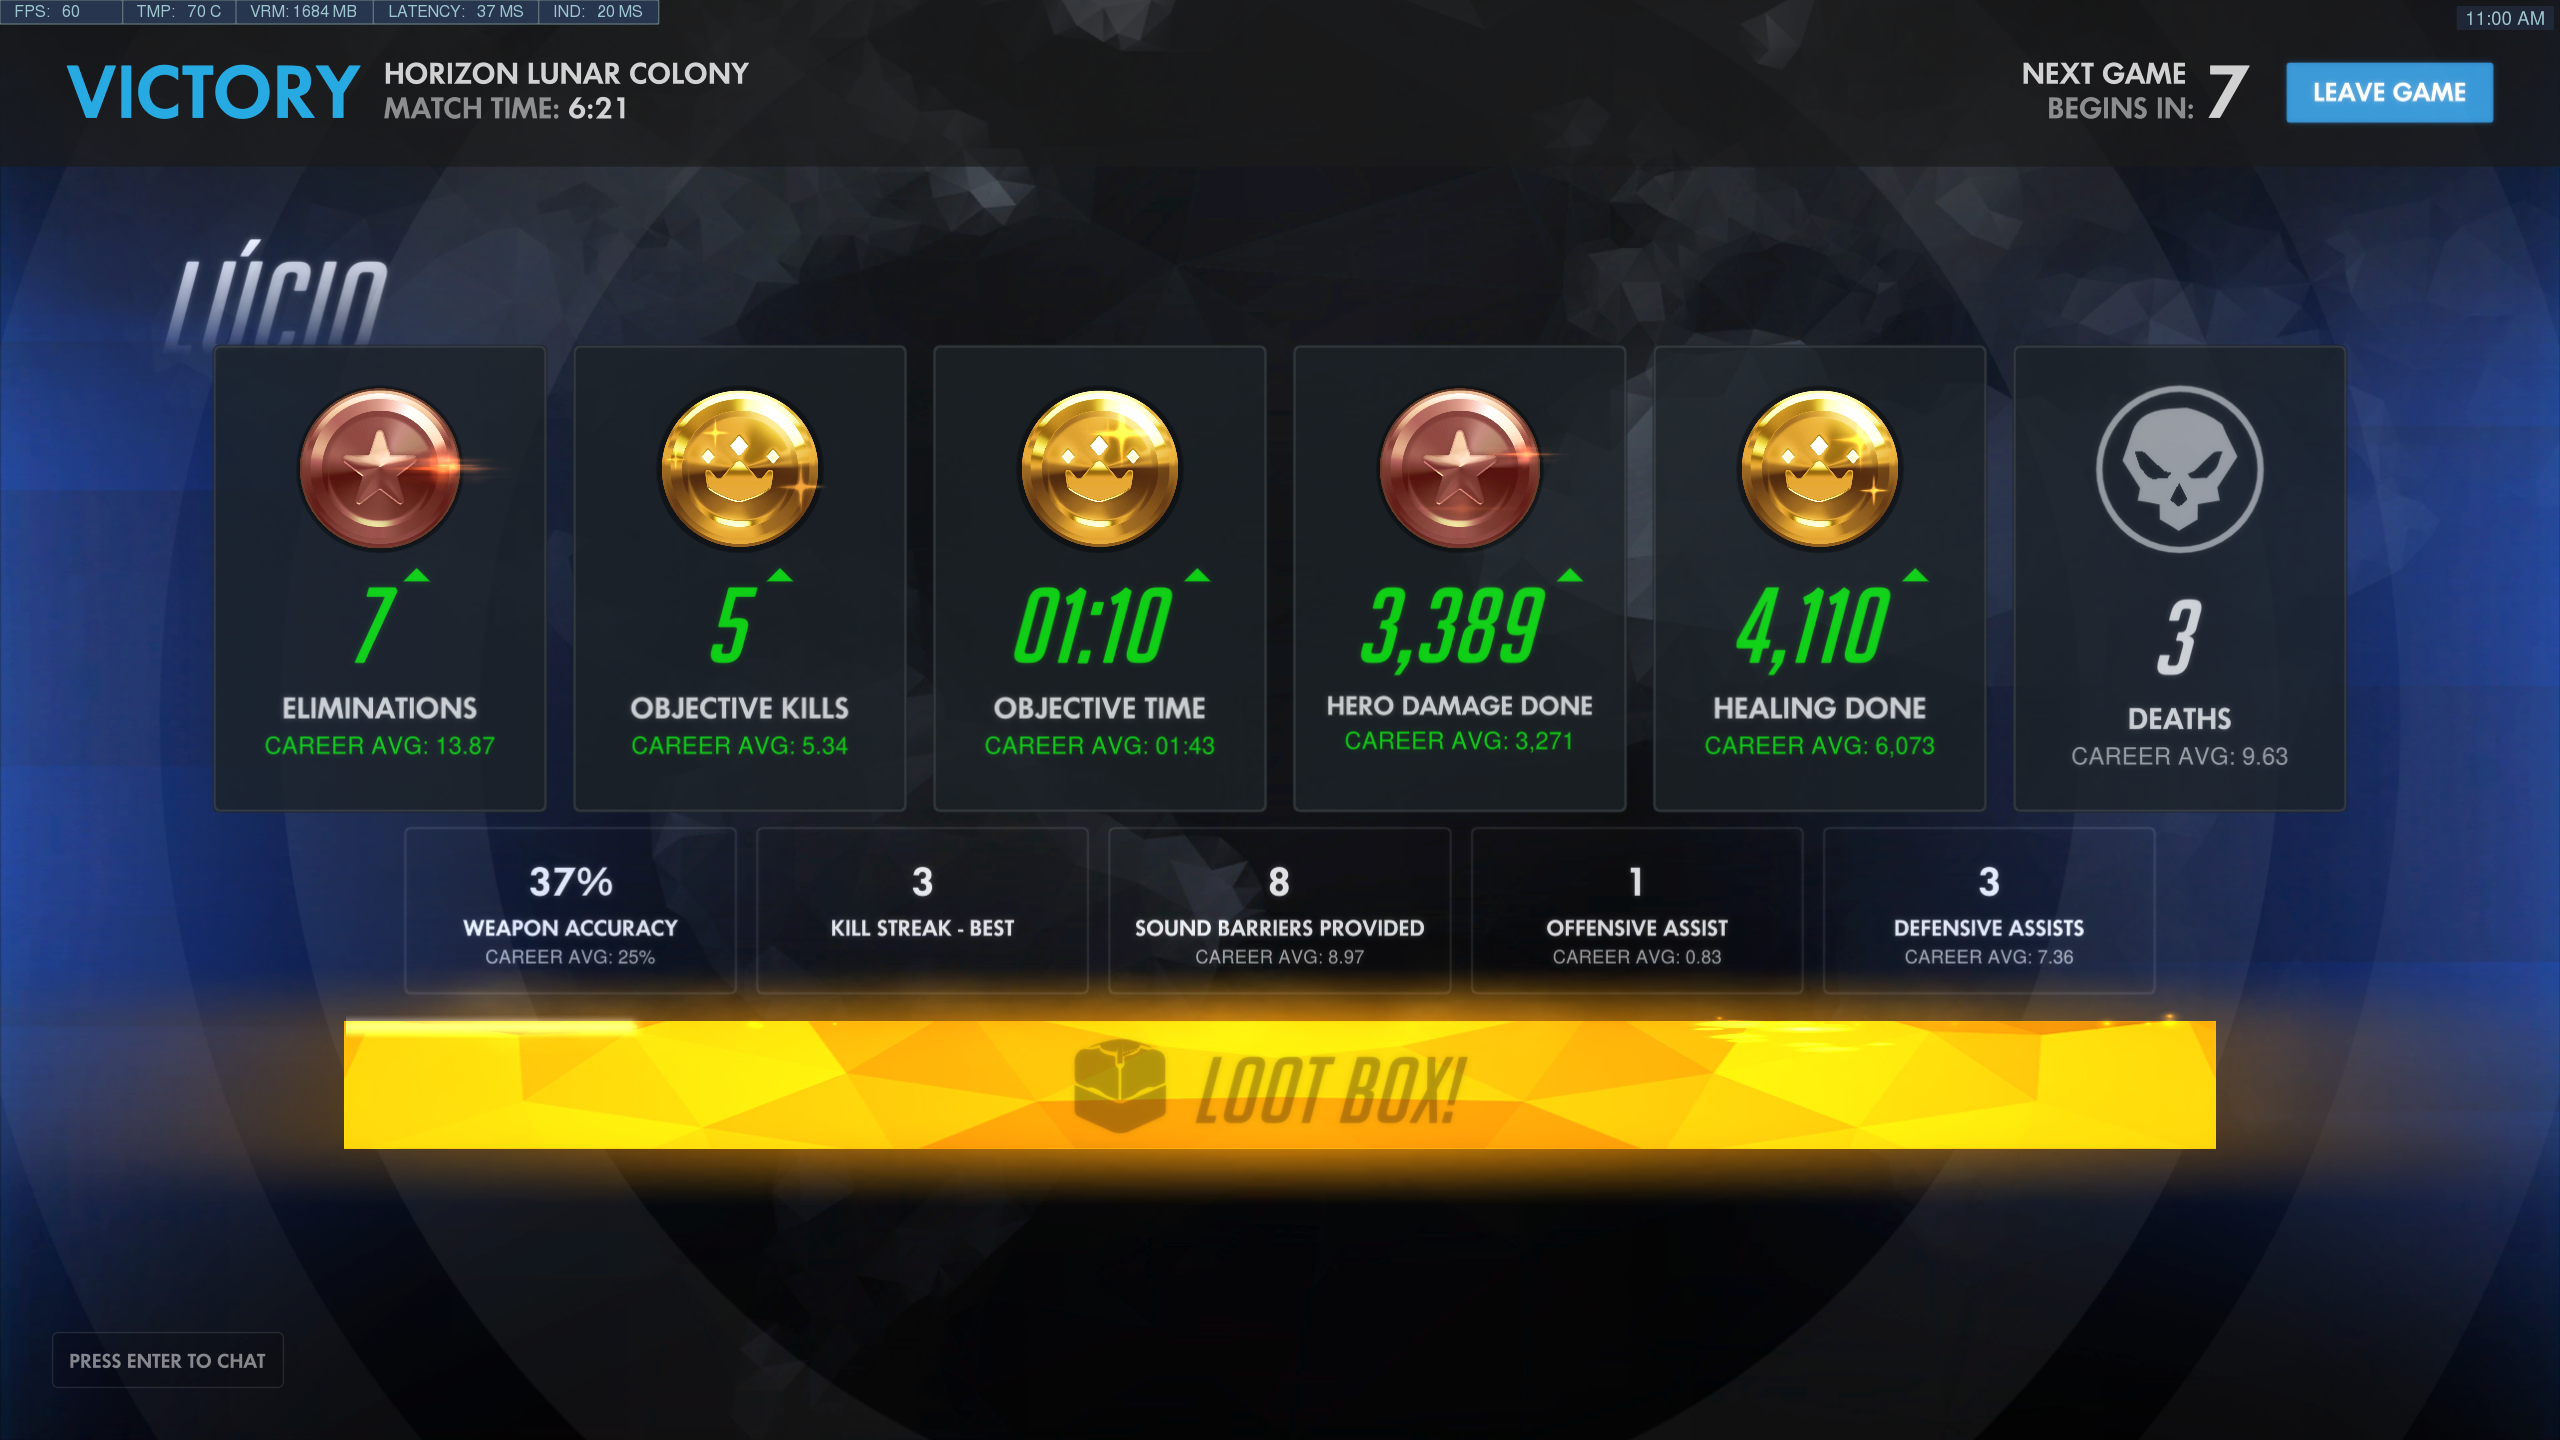 FPS: 60 TMP: 70 C VRM: 1684 MB LATENCY: 37 MS IND: 20 MS
11:00 AM
VICTORY
HORIZON LUNAR COLONY
MATCH TIME: 6:21
NEXT GAME
BEGINS IN: 7
LEAVE GAME
LÚCIO
7
ELIMINATIONS
CAREER AVG: 13.87
5
OBJECTIVE KILLS
CAREER AVG: 5.34
01:10
OBJECTIVE TIME
CAREER AVG: 01:43
3,389
HERO DAMAGE DONE
CAREER AVG: 3,271
4,110
HEALING DONE
CAREER AVG: 6,073
3
DEATHS
CAREER AVG: 9.63
37%
WEAPON ACCURACY
CAREER AVG: 25%
3
KILL STREAK - BEST
8
SOUND BARRIERS PROVIDED
CAREER AVG: 8.97
1
OFFENSIVE ASSIST
CAREER AVG: 0.83
3
DEFENSIVE ASSISTS
CAREER AVG: 7.36
LOOT BOX!
PRESS ENTER TO CHAT